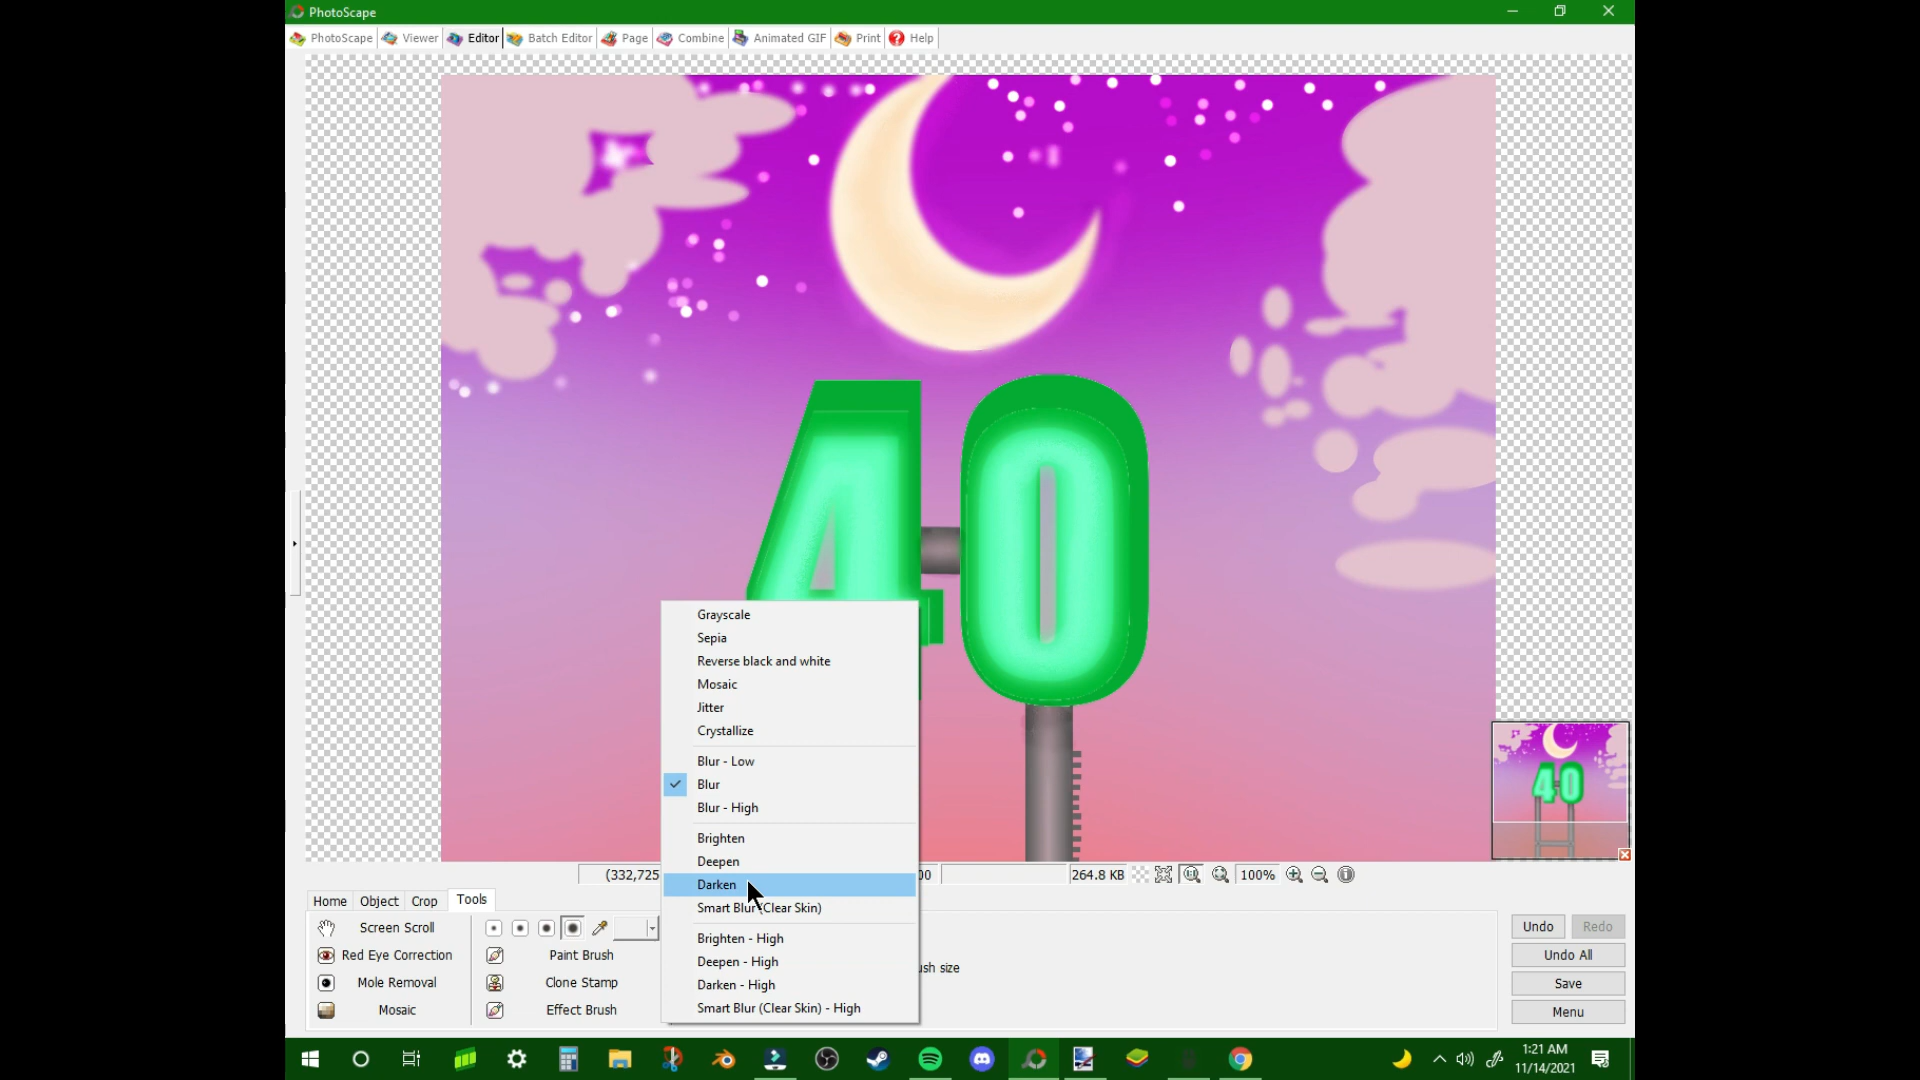 PhotoScape
PhotoScape Viewer Editor Batch Editor Page Combine Animated GIF Print Help
40
Grayscale
Sepia
Reverse black and white
Mosaic
Jitter
Crystallize
Blur - Low
Blur
Blur - High
Brighten
Deepen
Darken
Smart Blur (Clear Skin)
Brighten - High
Deepen - High
Darken - High
Smart Blur (Clear Skin) - High
40
(332,725 00 264.8 KB 100%
Home Object Crop Tools
Screen Scroll
Red Eye Correction Paint Brush
Mole Removal Clone Stamp
Mosaic Effect Brush
ush size
Undo Redo
Undo All
Save
Menu
1:21 AM
11/14/2021